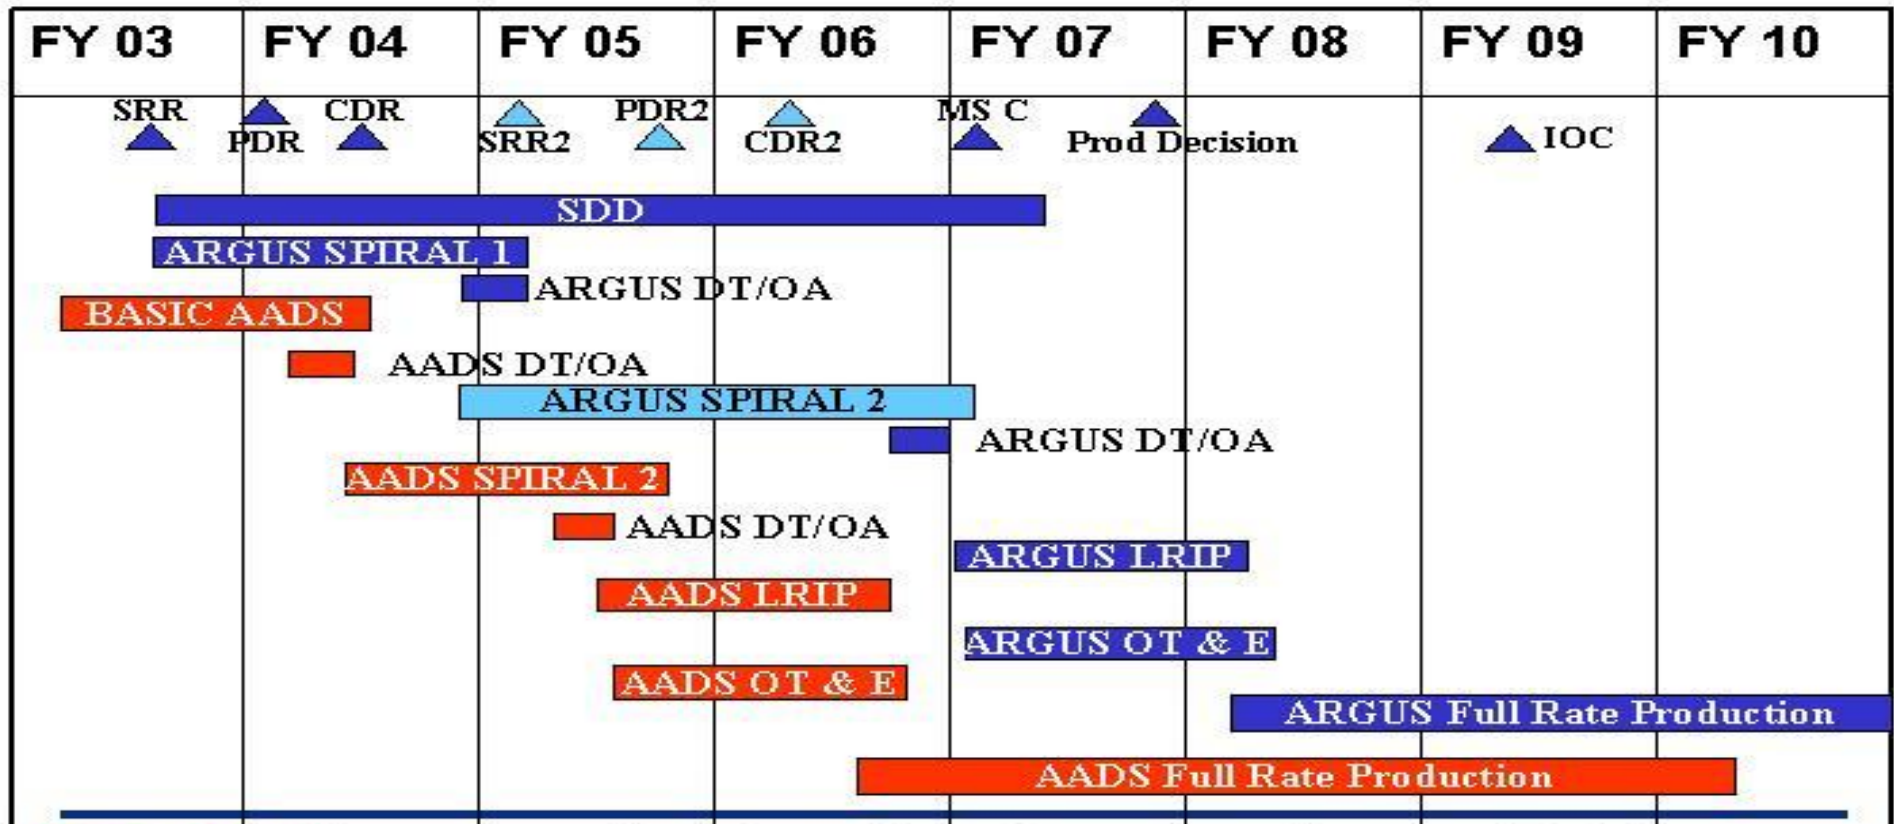 FY 03 FY 04 FY 05 FY 06 FY 07 FY 08 FY 09 FY 10
SRR CDR PDR2 MS C
PDR SRR2 CDR2 Prod Decision IOC
SDD
ARGUS SPIRAL 1
ARGUS DT/OA
BASIC AADS
AADS DT/OA
ARGUS SPIRAL 2
ARGUS DT/OA
AADS SPIRAL 2
AADS DT/OA
ARGUS LRIP
AADS LRIP
ARGUS OT & E
AADS OT & E
ARGUS Full Rate Production
AADS Full Rate Production